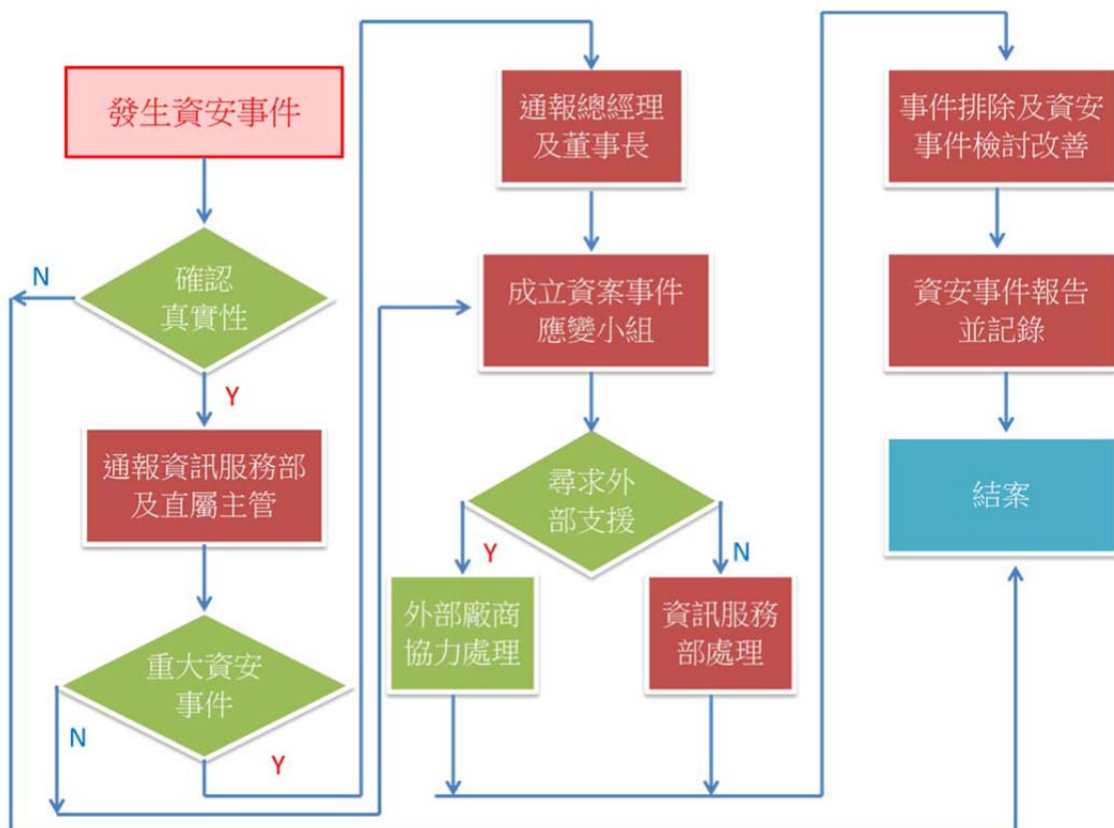 發生資安事件
確認
真實性
N
Y
通報資訊服務部
及直屬主管
重大資安
事件
N
Y
通報總經理
及董事長
成立資案事件
應變小組
尋求外
部支援
Y
N
外部廠商
協力處理
資訊服務
部處理
事件排除及資安
事件檢討改善
資安事件報告
並記錄
結案